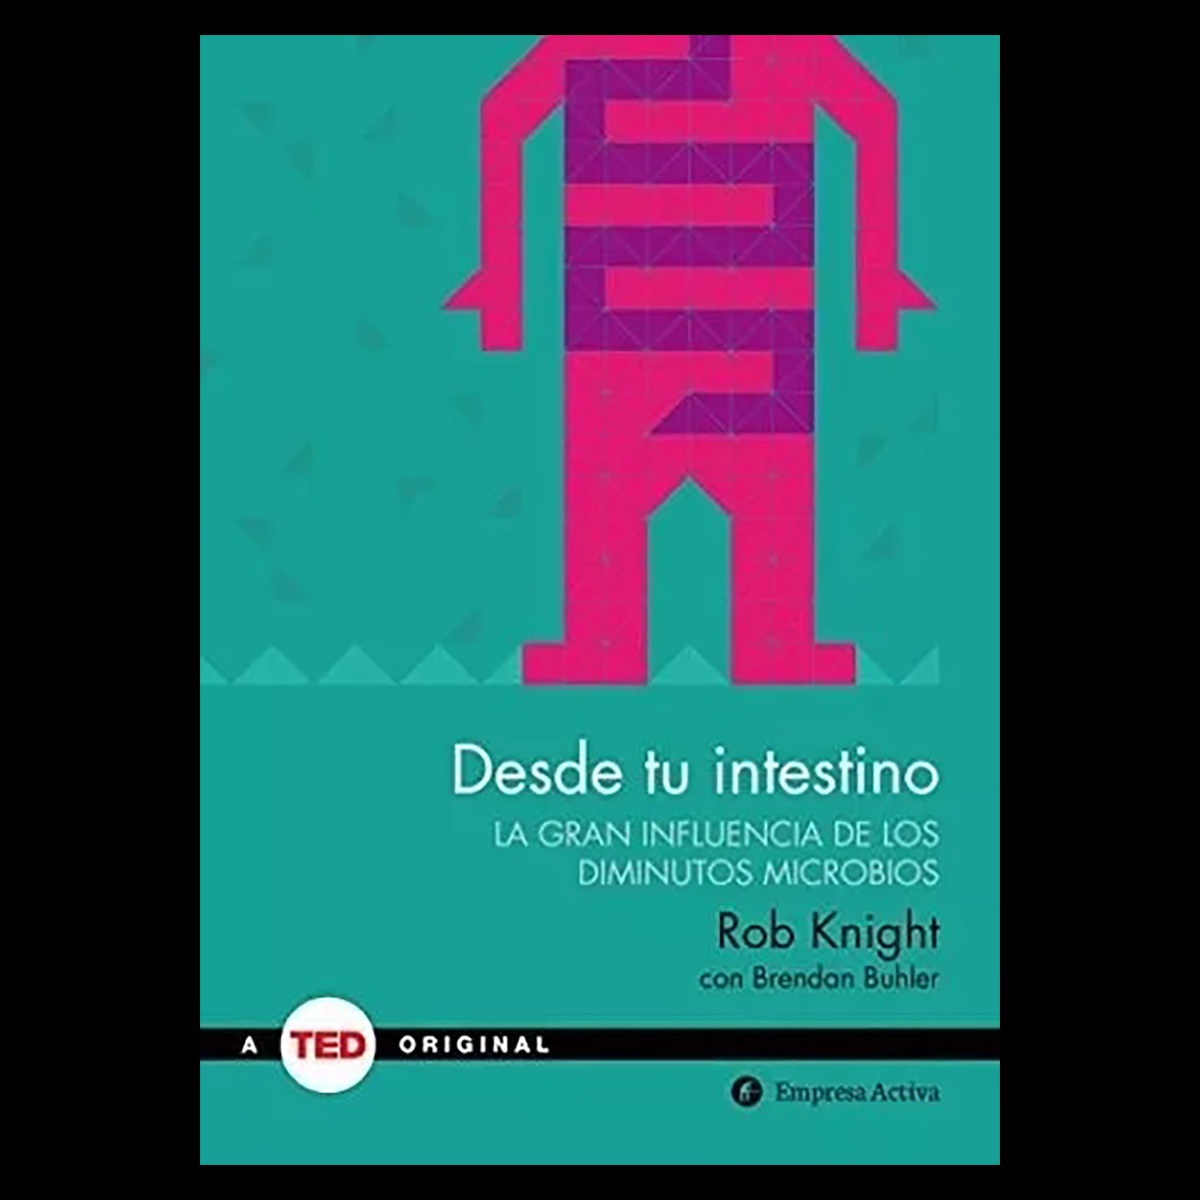 Desde tu intestino
LA GRAN INFLUENCIA DE LOS
DIMINUTOS MICROBIOS
Rob Knight
con Brendan Buhler
A TED ORIGINAL
Empresa Activa